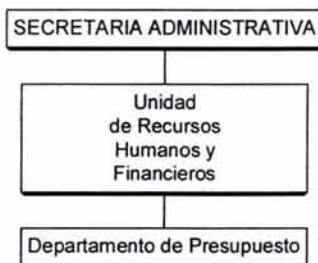 SECRETARIA ADMINISTRATIVA
Unidad
de Recursos
Humanos y
Financieros
Departamento de Presupuesto